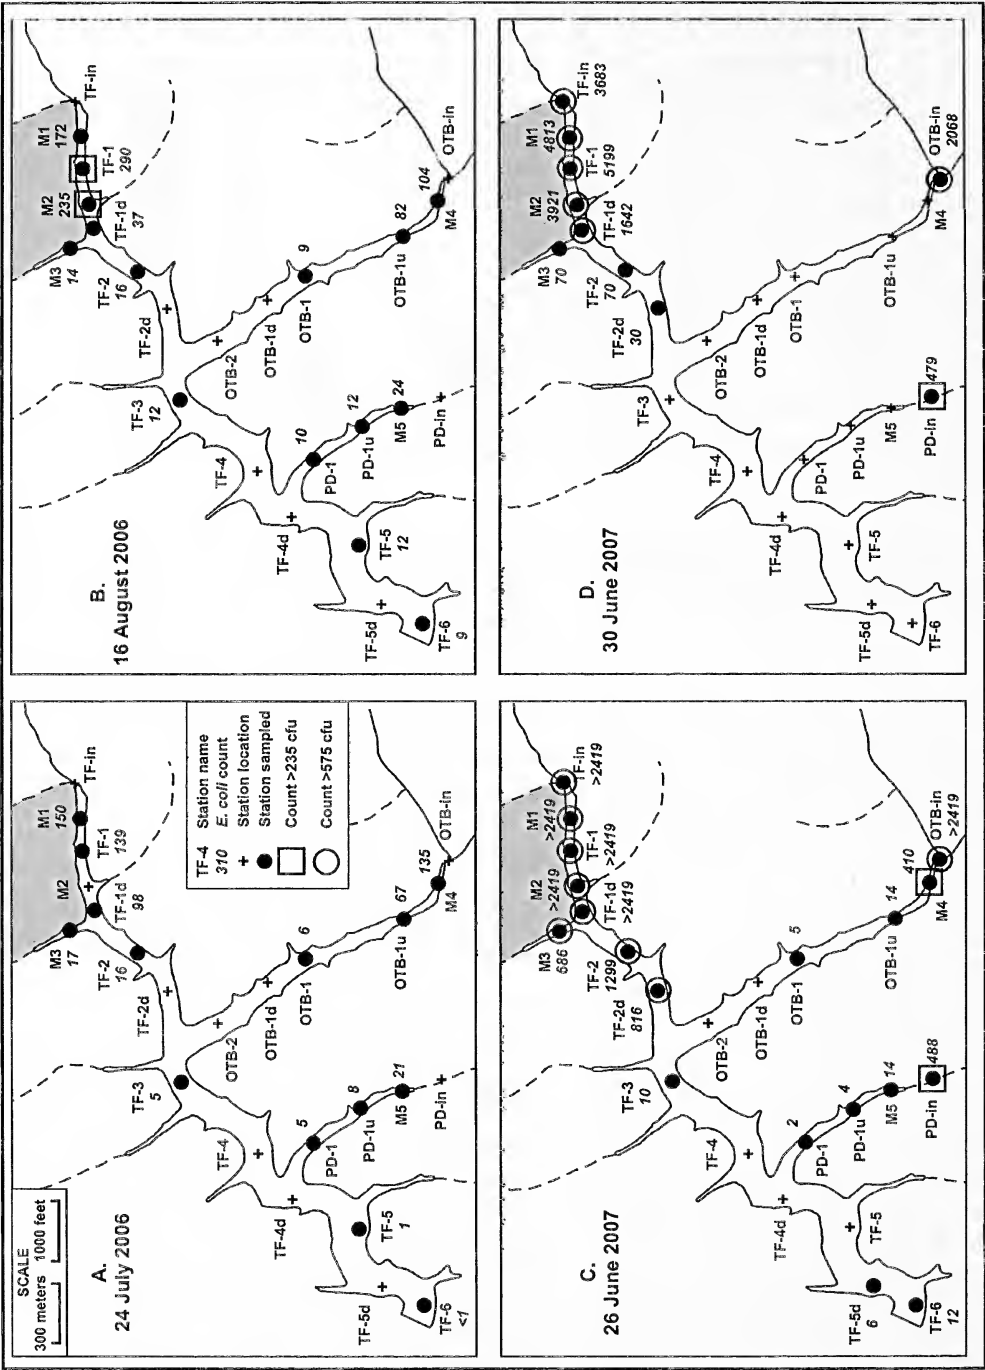 SCALE
300 meters 1000 feet
A.
24 July 2006
TF-4 Station name
310 E. coli count
+ Station location
Station sampled
Count >235 cfu
Count >575 cfu
TF-in
M1
150
TF-1
139
M2
TF-1d
98
M3
17
TF-2
16
TF-2d
TF-3
5
TF-4
TF-4d
TF-5
1
TF-5d
TF-6
<1
OTB-2
OTB-1d
OTB-1
6
OTB-1u
67
M4
135
OTB-in
PD-1
5
PD-1u
8
M5
21
PD-in
B.
16 August 2006
TF-in
M1
172
TF-1
290
M2
235
TF-1d
37
M3
14
TF-2
16
TF-2d
TF-3
12
TF-4
TF-4d
TF-5
12
TF-5d
TF-6
9
OTB-2
OTB-1d
OTB-1
9
OTB-1u
82
M4
104
OTB-in
PD-1
10
PD-1u
12
M5
24
PD-in
C.
26 June 2007
TF-in
>2419
M1
>2419
TF-1
>2419
M2
>2419
TF-1d
>2419
M3
686
TF-2
1299
TF-2d
816
TF-3
10
TF-4
TF-4d
TF-5
TF-5d
6
TF-6
12
OTB-2
OTB-1d
OTB-1
5
OTB-1u
14
M4
410
OTB-in
>2419
PD-1
2
PD-1u
4
M5
14
PD-in
488
D.
30 June 2007
TF-in
3683
M1
4813
TF-1
5199
M2
3921
TF-1d
1642
M3
70
TF-2
70
TF-2d
30
TF-3
TF-4
TF-4d
TF-5
TF-5d
TF-6
OTB-2
OTB-1d
OTB-1
OTB-1u
M4
OTB-in
2068
PD-1
PD-1u
M5
PD-in
479